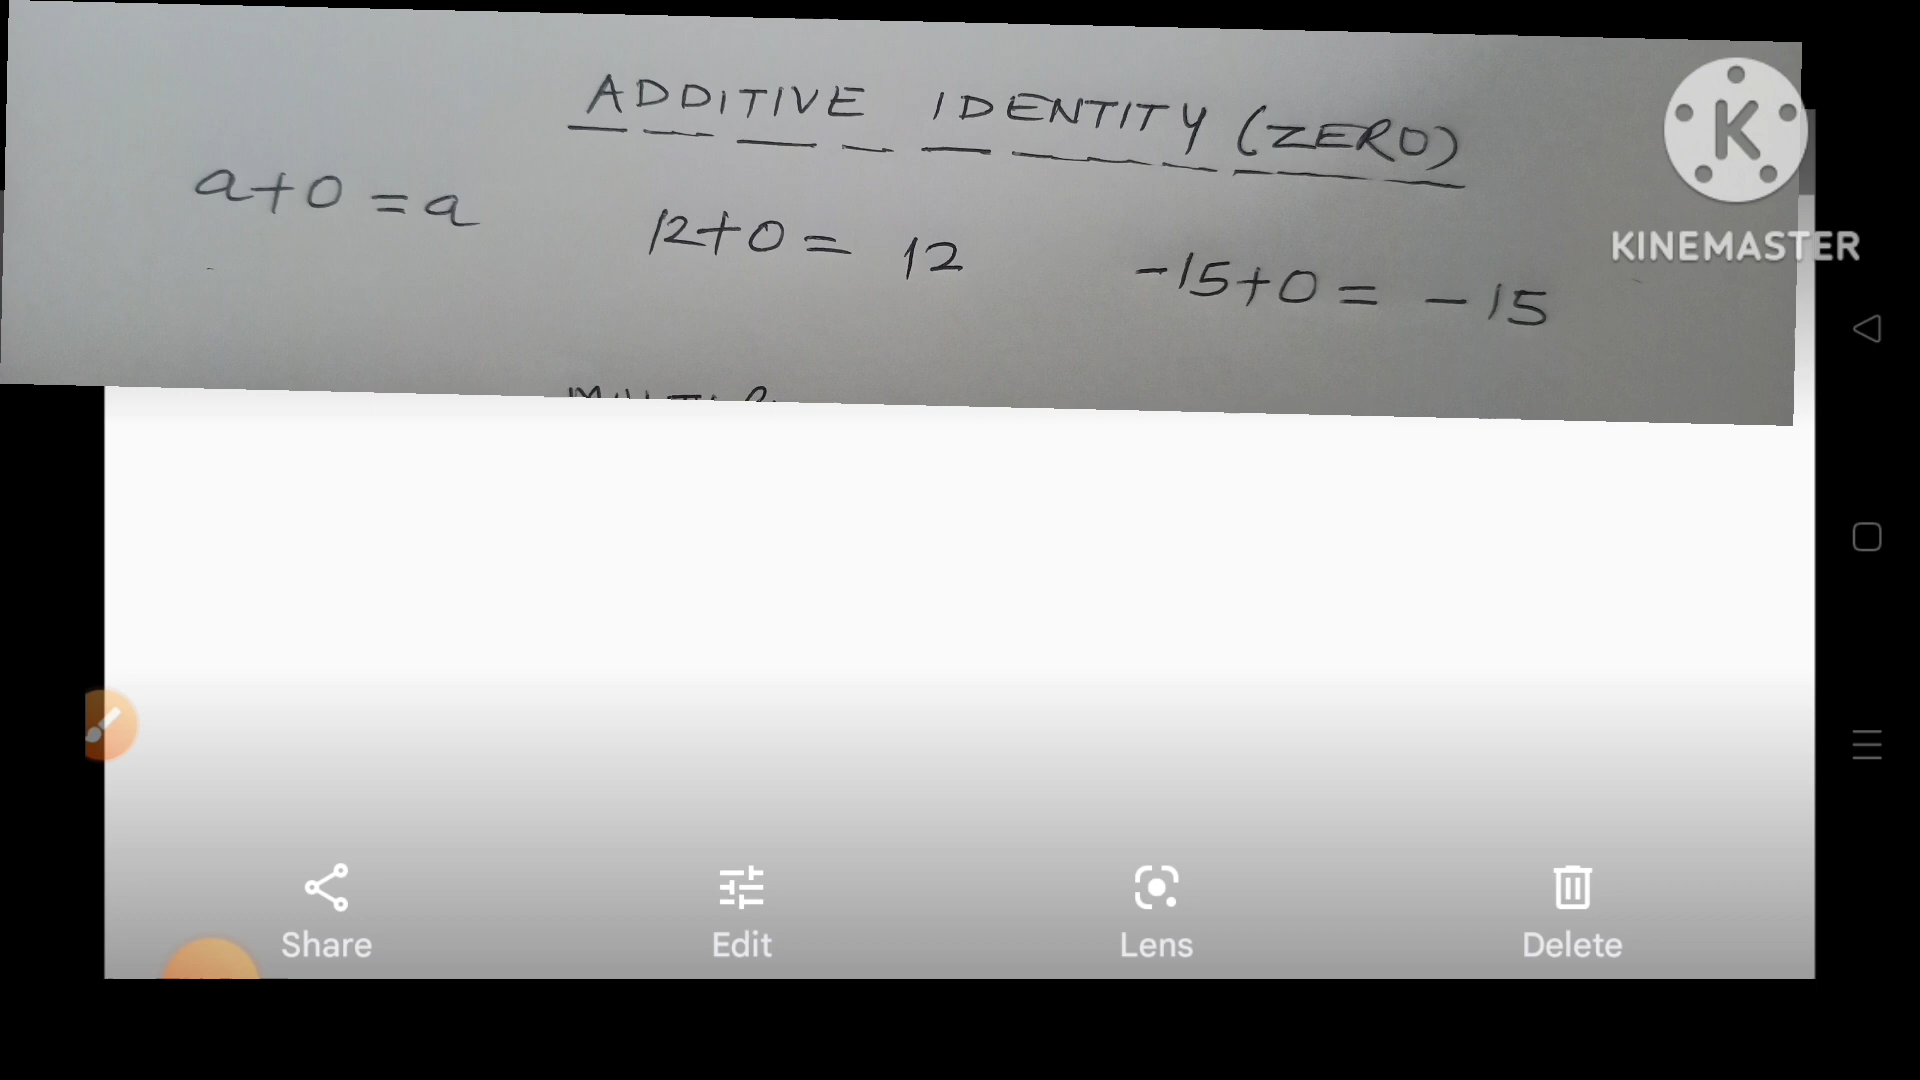 ADDITIVE IDENTITY (ZERO)
a+0=a 12+0= 12 -15+0= -15
KINEMASTER
Share Edit Lens Delete